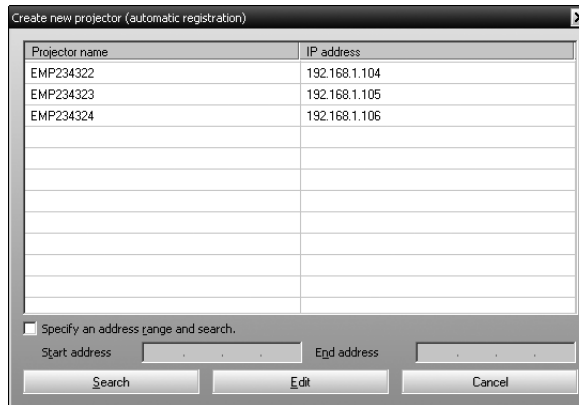 Create new projector (automatic registration)
Projector name IP address
EMP234322 192.168.1.104
EMP234323 192.168.1.105
EMP234324 192.168.1.106
Specify an address range and search.
Start address . . . End address . . .
Search Edit Cancel